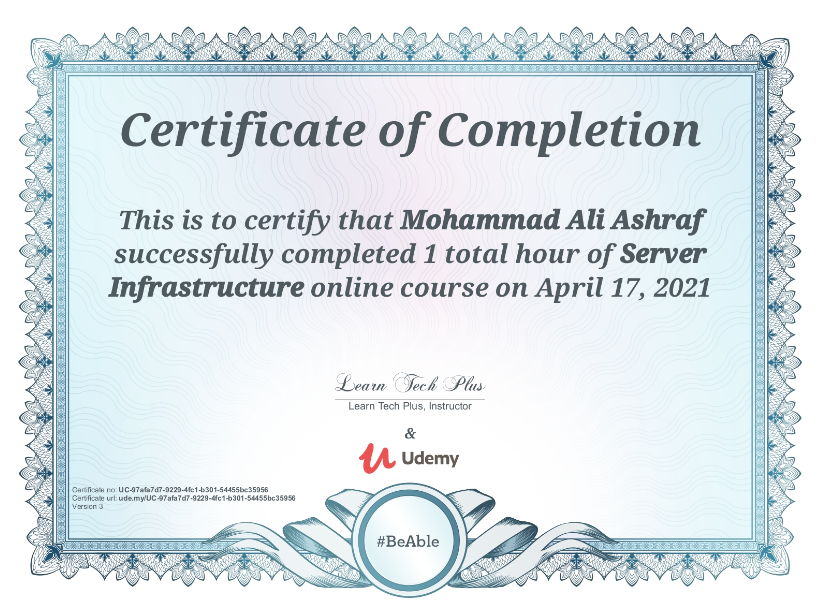 Certificate of Completion
This is to certify that Mohammad Ali Ashraf
successfully completed 1 total hour of Server
Infrastructure online course on April 17, 2021
Learn Tech Plus
Learn Tech Plus, Instructor
&
Udemy
Certificate no: UC-97afa7d7-9229-4fc1-b301-54455bc35956
Certificate url: ude.my/UC-97afa7d7-9229-4fc1-b301-54455bc35956
Version 3
#BeAble